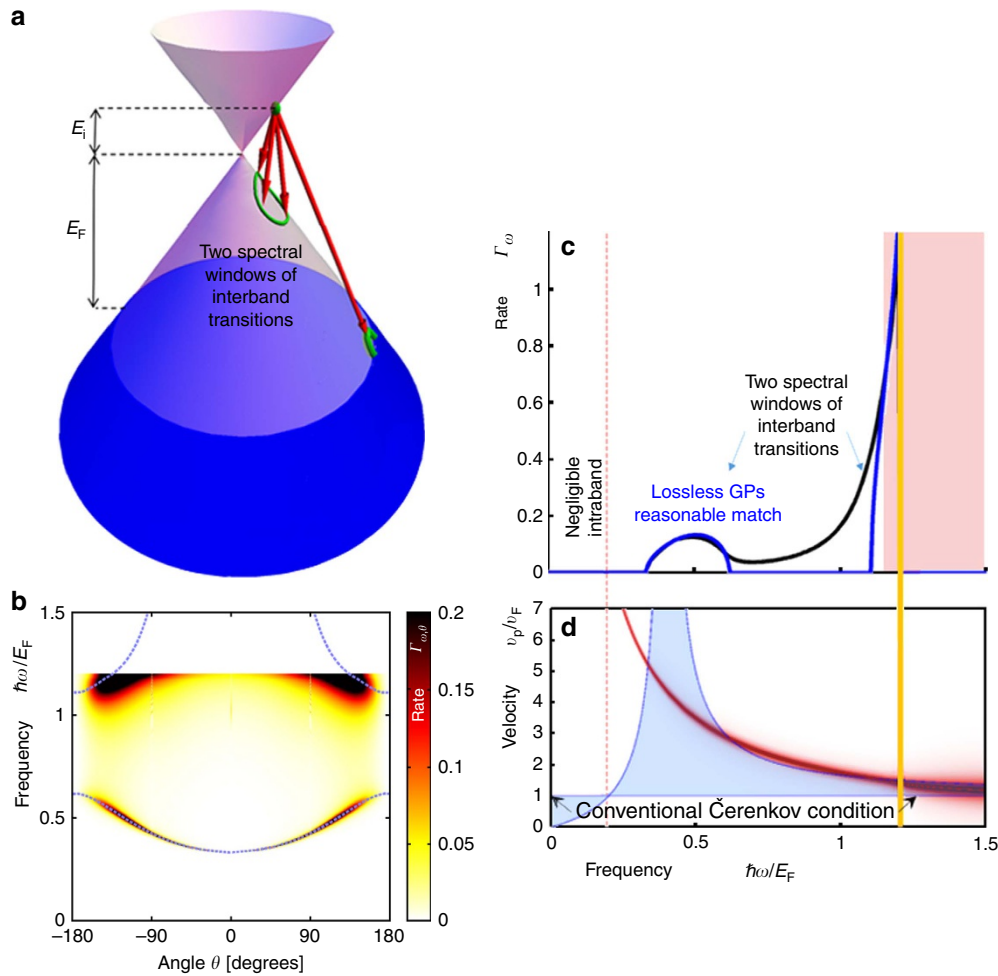 a
E_i
E_F
Two spectral
windows of
interband
transitions
b
1.5
1
0.5
0
ħω/E_F
Frequency
–180
–90
0
90
180
Angle θ [degrees]
Γ_ω,θ
Rate
0.2
0.15
0.1
0.05
0
c
Γ_ω
Rate
1
0.8
0.6
0.4
0.2
0
Negligible
intraband
Two spectral
windows of
interband
transitions
Lossless GPs
reasonable match
d
υ_p/υ_F
Velocity
7
6
5
4
3
2
1
0
Conventional Čerenkov condition
0
0.5
1
1.5
Frequency
ħω/E_F